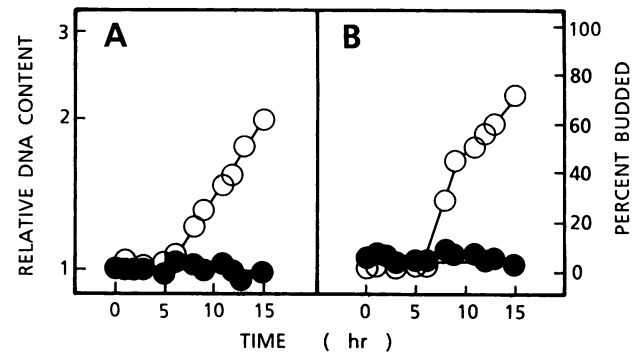 A
B
RELATIVE DNA CONTENT
3
2
1
100
80
60
40
20
0
PERCENT BUDDED
0 5 10 15 0 5 10 15
TIME ( hr )